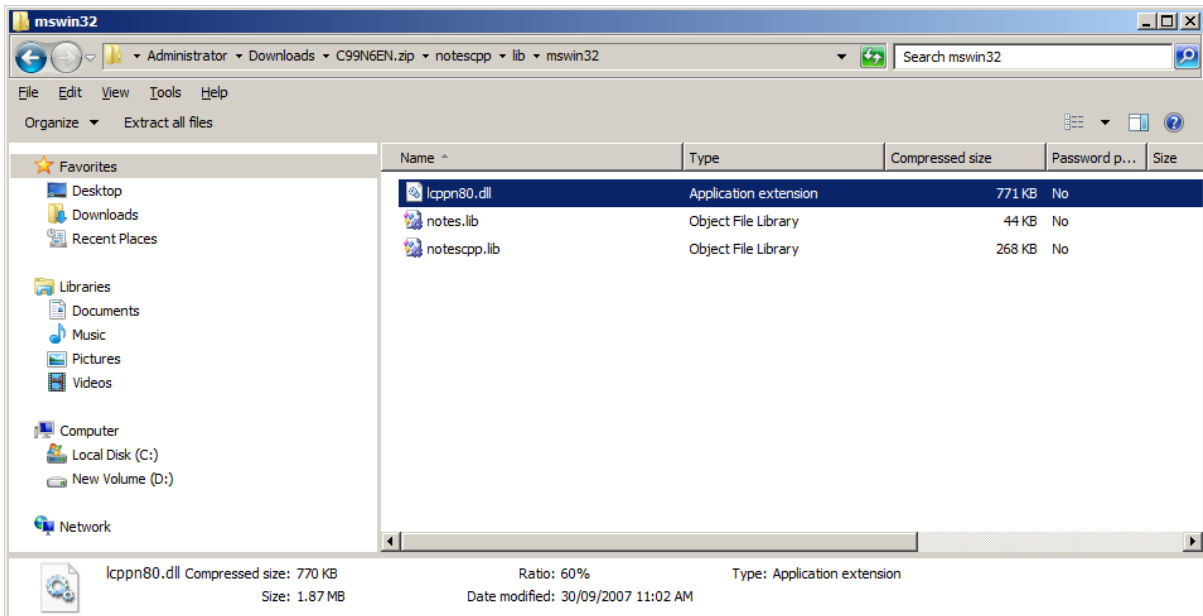 mswin32
Administrator Downloads C99N6EN.zip notescpp lib mswin32 Search mswin32
File Edit View Tools Help
Organize Extract all files
Favorites
Desktop
Downloads
Recent Places
Libraries
Documents
Music
Pictures
Videos
Computer
Local Disk (C:)
New Volume (D:)
Network
Name Type Compressed size Password p... Size
lcppn80.dll Application extension 771 KB No
notes.lib Object File Library 44 KB No
notescpp.lib Object File Library 268 KB No
lcppn80.dll Compressed size: 770 KB Ratio: 60% Type: Application extension
Size: 1.87 MB Date modified: 30/09/2007 11:02 AM